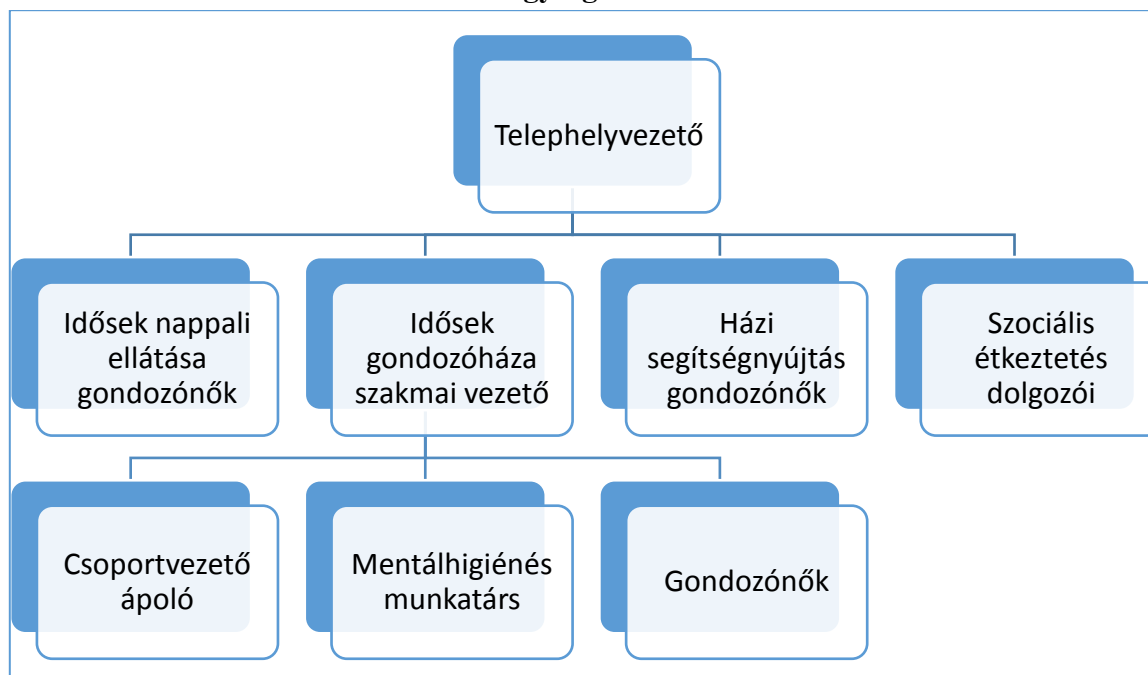 Telephelyvezető
Idősek nappali
ellátása
gondozónők
Idősek
gondozóháza
szakmai vezető
Házi
segítségnyújtás
gondozónők
Szociális
étkeztetés
dolgozói
Csoportvezető
ápoló
Mentálhigiénés
munkatárs
Gondozónők